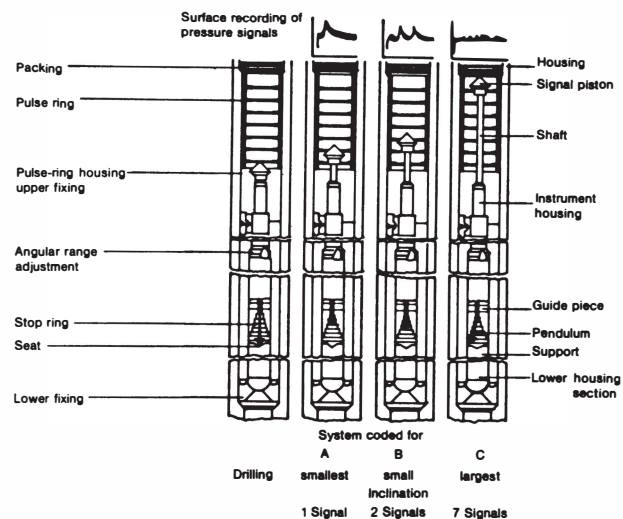 Surface recording of
pressure signals
Packing
Pulse ring
Pulse-ring housing
upper fixing
Angular range
adjustment
Stop ring
Seat
Lower fixing
Housing
Signal piston
Shaft
Instrument
housing
Guide piece
Pendulum
Support
Lower housing
section
System coded for
A B C
Drilling smallest small largest
Inclination
1 Signal 2 Signals 7 Signals